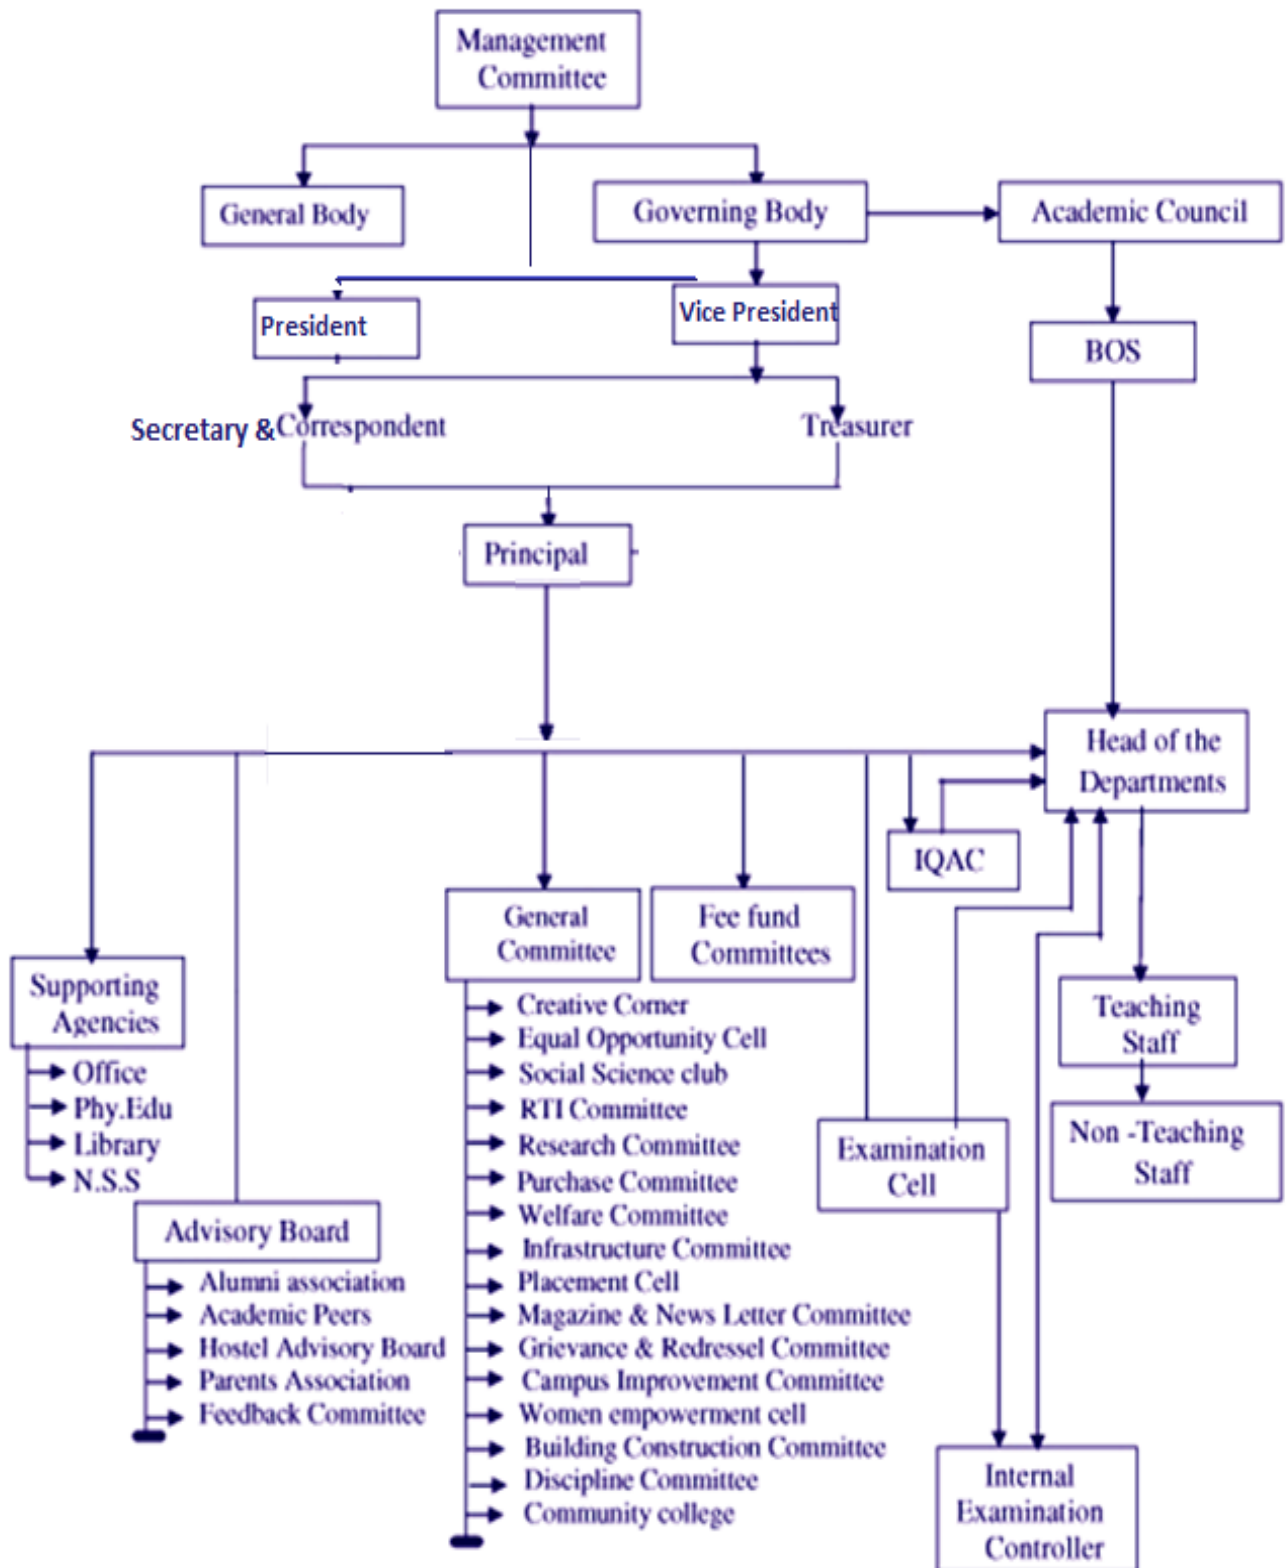 Management
Committee
General Body
Governing Body
Academic Council
President
Vice President
BOS
Secretary & Correspondent
Treasurer
Principal
Head of the
Departments
IQAC
General
Committee
Fee fund
Committees
Supporting
Agencies
Office
Phy.Edu
Library
N.S.S
Advisory Board
Alumni association
Academic Peers
Hostel Advisory Board
Parents Association
Feedback Committee
Creative Corner
Equal Opportunity Cell
Social Science club
RTI Committee
Research Committee
Purchase Committee
Welfare Committee
Infrastructure Committee
Placement Cell
Magazine & News Letter Committee
Grievance & Redressel Committee
Campus Improvement Committee
Women empowerment cell
Building Construction Committee
Discipline Committee
Community college
Examination
Cell
Teaching
Staff
Non -Teaching
Staff
Internal
Examination
Controller